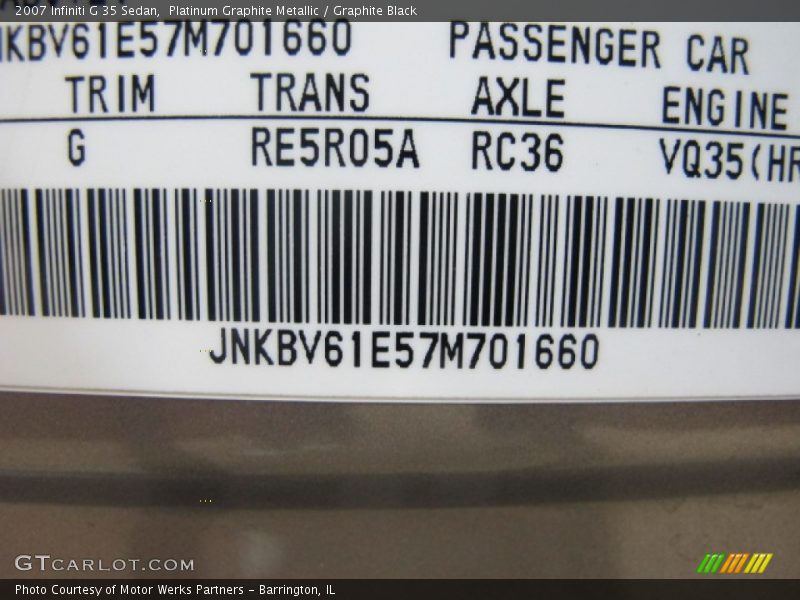 2007 Infiniti G 35 Sedan, Platinum Graphite Metallic / Graphite Black
NKBV61E57M701660 PASSENGER CAR
TRIM TRANS AXLE ENGINE
G RE5R05A RC36 VQ35(HR
JNKBV61E57M701660
GTCARLOT.COM
Photo Courtesy of Motor Werks Partners - Barrington, IL